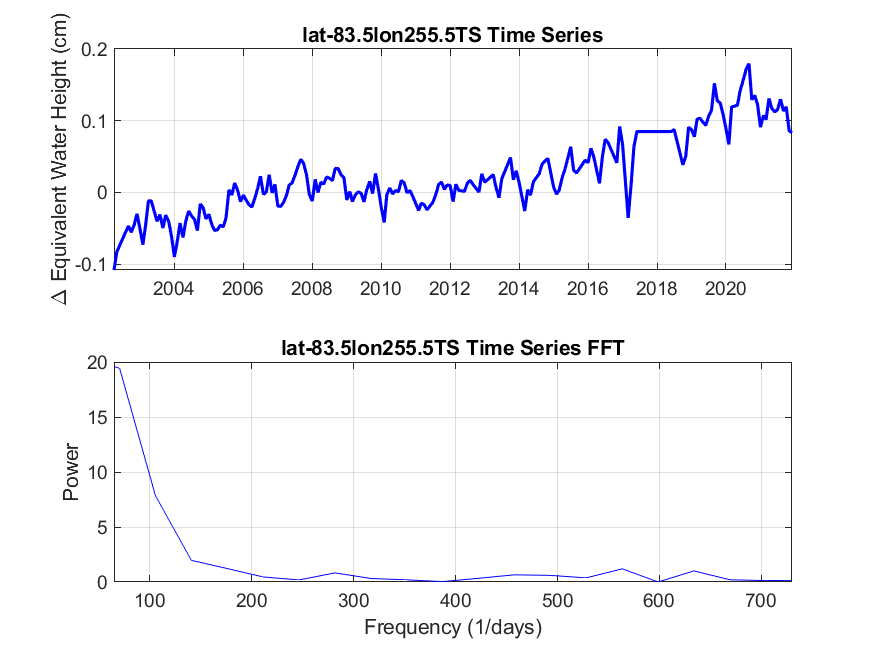 lat-83.5lon255.5TS Time Series
Δ Equivalent Water Height (cm)
0.2
0.1
0
-0.1
2004 2006 2008 2010 2012 2014 2016 2018 2020
lat-83.5lon255.5TS Time Series FFT
Power
20
15
10
5
0
100 200 300 400 500 600 700
Frequency (1/days)